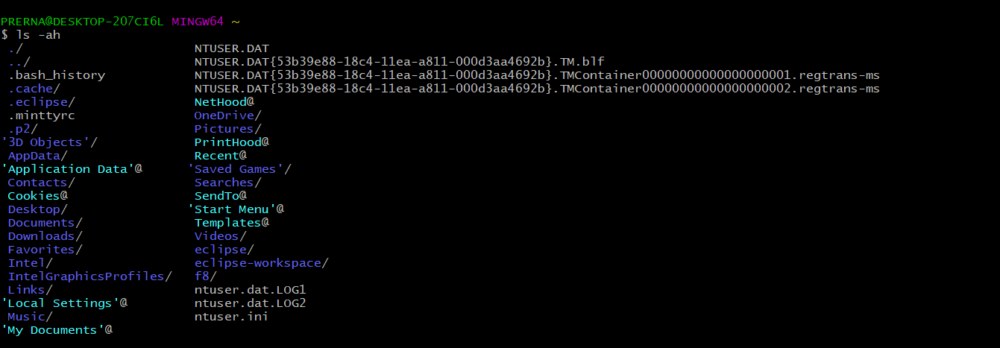 PRERNA@DESKTOP-207CI6L MINGW64 ~
$ ls -ah
./ NTUSER.DAT
../ NTUSER.DAT{53b39e88-18c4-11ea-a811-000d3aa4692b}.TM.blf
.bash_history NTUSER.DAT{53b39e88-18c4-11ea-a811-000d3aa4692b}.TMContainer00000000000000000001.regtrans-ms
.cache/ NTUSER.DAT{53b39e88-18c4-11ea-a811-000d3aa4692b}.TMContainer00000000000000000002.regtrans-ms
.eclipse/ NetHood@
.minttyrc OneDrive/
.p2/ Pictures/
'3D Objects'/ PrintHood@
AppData/ Recent@
'Application Data'@ 'Saved Games'/
Contacts/ Searches/
Cookies@ SendTo@
Desktop/ 'Start Menu'@
Documents/ Templates@
Downloads/ Videos/
Favorites/ eclipse/
Intel/ eclipse-workspace/
IntelGraphicsProfiles/ f8/
Links/ ntuser.dat.LOG1
'Local Settings'@ ntuser.dat.LOG2
Music/ ntuser.ini
'My Documents'@